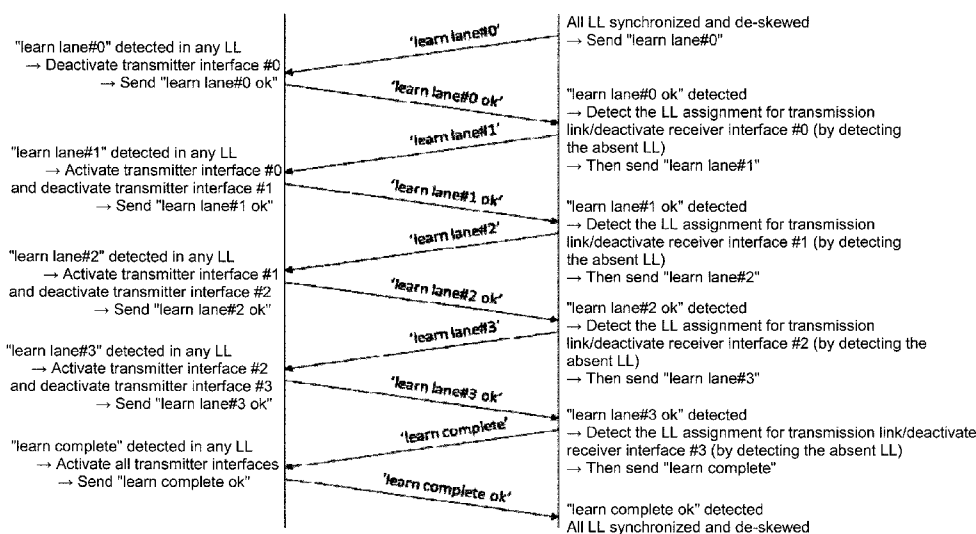 All LL synchronized and de-skewed
→ Send "learn lane#0"
'learn lane#0'
"learn lane#0" detected in any LL
→ Deactivate transmitter interface #0
→ Send "learn lane#0 ok"
'learn lane#0 ok'
"learn lane#0 ok" detected
→ Detect the LL assignment for transmission
link/deactivate receiver interface #0 (by detecting
the absent LL)
→ Then send "learn lane#1"
'learn lane#1'
"learn lane#1" detected in any LL
→ Activate transmitter interface #0
and deactivate transmitter interface #1
→ Send "learn lane#1 ok"
'learn lane#1 ok'
"learn lane#1 ok" detected
→ Detect the LL assignment for transmission
link/deactivate receiver interface #1 (by detecting
the absent LL)
→ Then send "learn lane#2"
'learn lane#2'
"learn lane#2" detected in any LL
→ Activate transmitter interface #1
and deactivate transmitter interface #2
→ Send "learn lane#2 ok"
'learn lane#2 ok'
"learn lane#2 ok" detected
→ Detect the LL assignment for transmission
link/deactivate receiver interface #2 (by detecting the
absent LL)
→ Then send "learn lane#3"
'learn lane#3'
"learn lane#3" detected in any LL
→ Activate transmitter interface #2
and deactivate transmitter interface #3
→ Send "learn lane#3 ok"
'learn lane#3 ok'
"learn lane#3 ok" detected
→ Detect the LL assignment for transmission link/deactivate
receiver interface #3 (by detecting the absent LL)
→ Then send "learn complete"
'learn complete'
"learn complete" detected in any LL
→ Activate all transmitter interfaces
→ Send "learn complete ok"
'learn complete ok'
"learn complete ok" detected
All LL synchronized and de-skewed